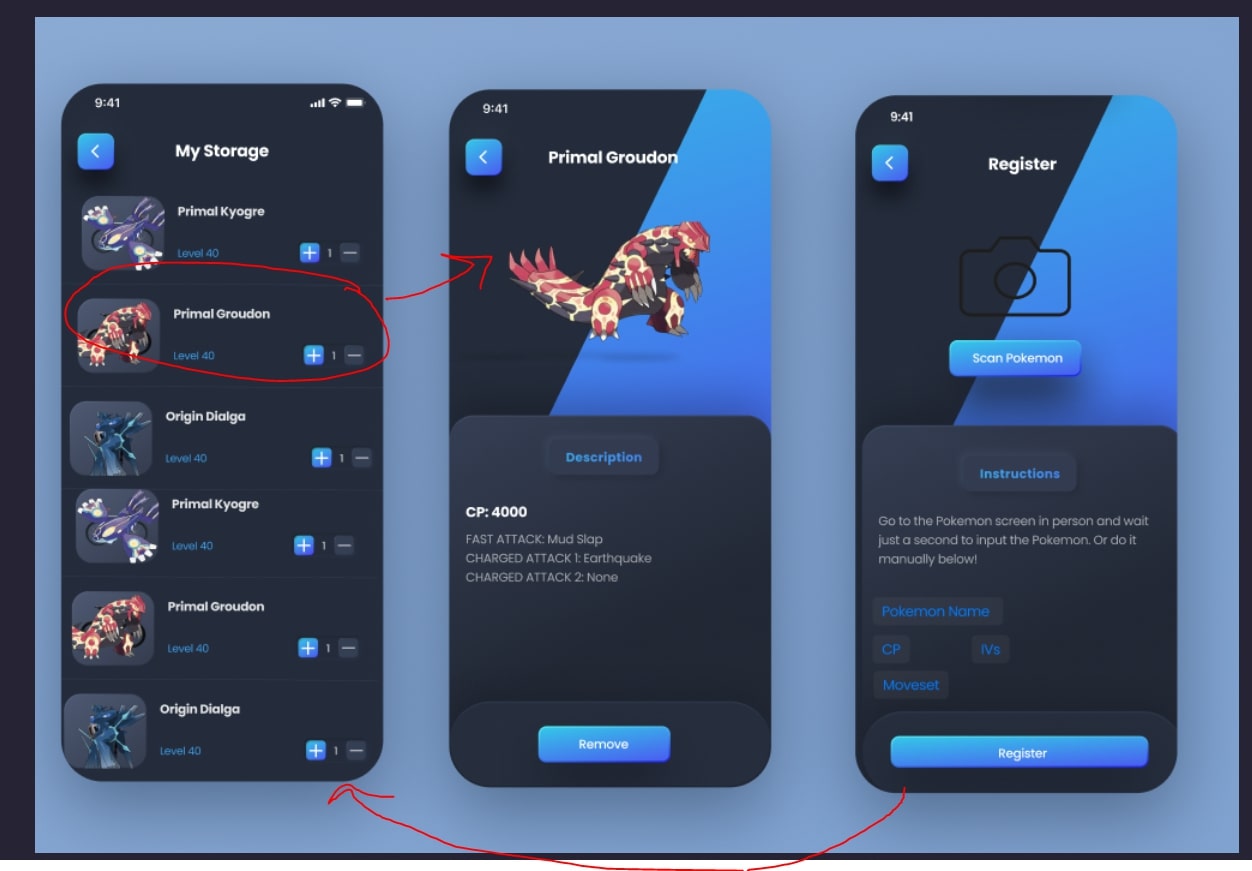 9:41
My Storage
Primal Kyogre
Level 40
1
Primal Groudon
Level 40
1
Origin Dialga
Level 40
1
Primal Kyogre
Level 40
1
Primal Groudon
Level 40
1
Origin Dialga
Level 40
1
9:41
Primal Groudon
Description
CP: 4000
FAST ATTACK: Mud Slap
CHARGED ATTACK 1: Earthquake
CHARGED ATTACK 2: None
Remove
9:41
Register
Scan Pokemon
Instructions
Go to the Pokemon screen in person and wait
just a second to input the Pokemon. Or do it
manually below!
Pokemon Name
CP IVs
Moveset
Register